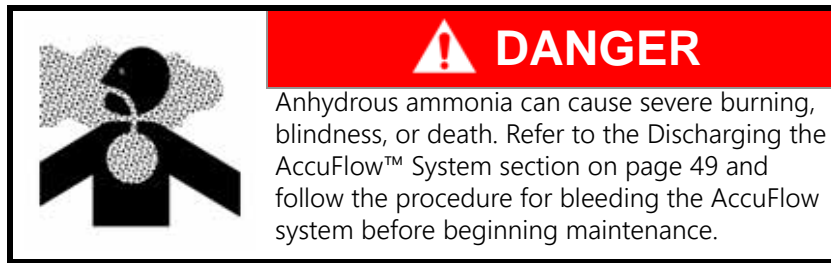 DANGER
Anhydrous ammonia can cause severe burning,
blindness, or death. Refer to the Discharging the
AccuFlow™ System section on page 49 and
follow the procedure for bleeding the AccuFlow
system before beginning maintenance.